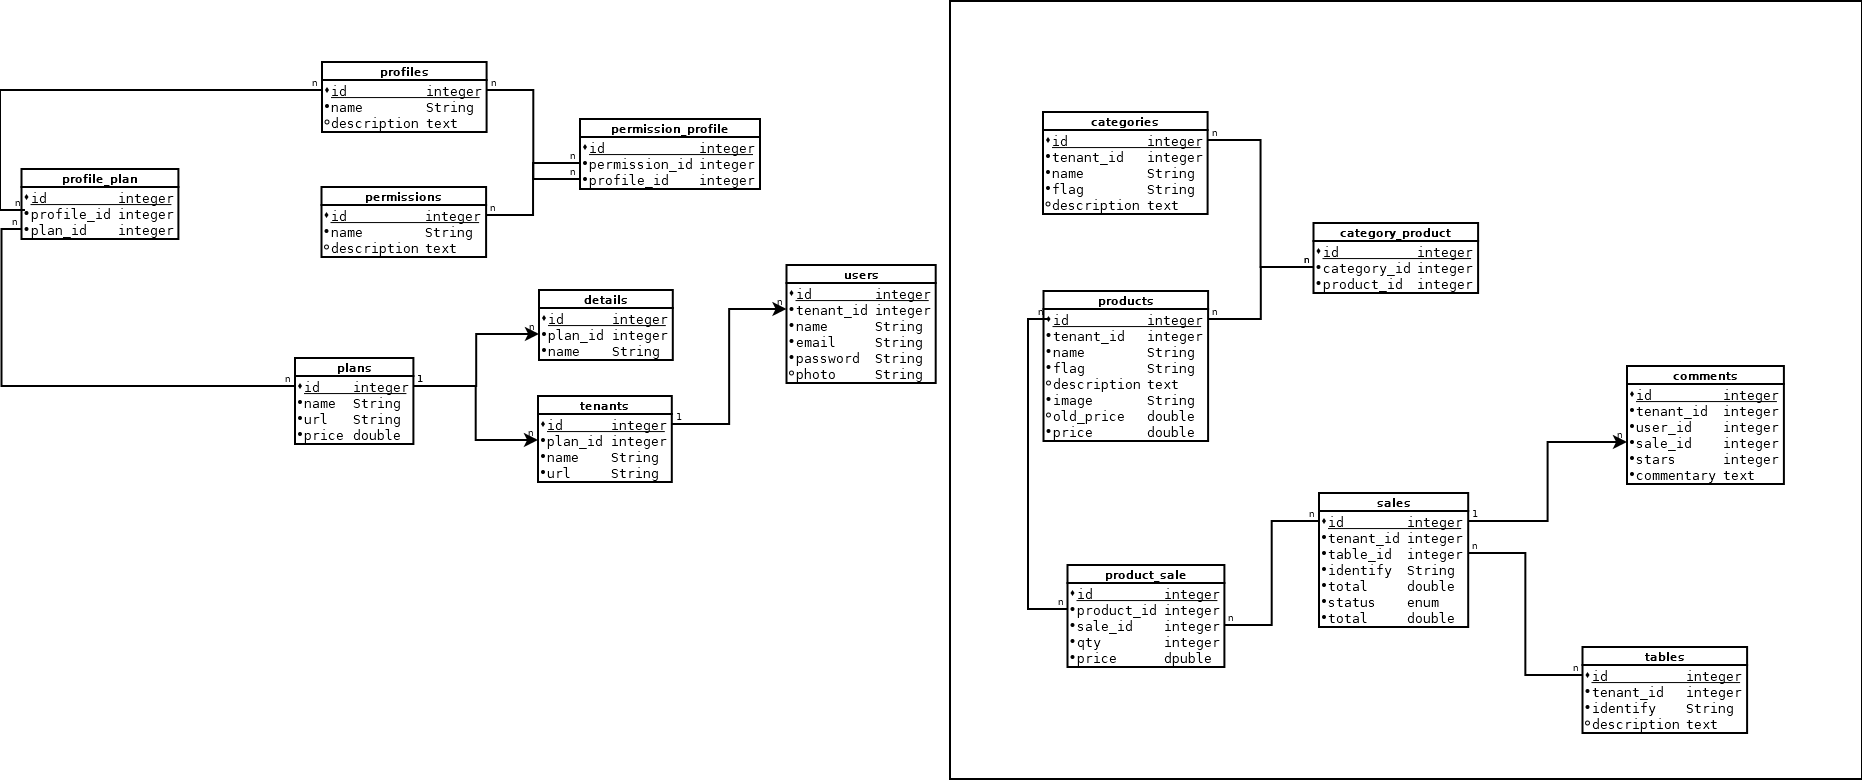 profiles
n
n
id integer
name String
description text
permission_profile
id integer
n
permission_id integer
n
profile_id integer
profile_plan
id integer
n
profile_id integer
n
plan_id integer
permissions
n
id integer
name String
description text
users
id integer
n
tenant_id integer
name String
email String
password String
photo String
details
id integer
n
plan_id integer
name String
plans
n
1
id integer
name String
url String
price double
tenants
1
id integer
n
plan_id integer
name String
url String
categories
n
id integer
tenant_id integer
name String
flag String
description text
category_product
id integer
n
category_id integer
product_id integer
products
n
n
id integer
tenant_id integer
name String
flag String
description text
image String
old_price double
price double
comments
id integer
tenant_id integer
user_id integer
n
sale_id integer
stars integer
commentary text
sales
n
1
id integer
tenant_id integer
n
table_id integer
identify String
total double
status enum
total double
product_sale
id integer
n
product_id integer
n
sale_id integer
qty integer
price dpuble
tables
n
id integer
tenant_id integer
identify String
description text